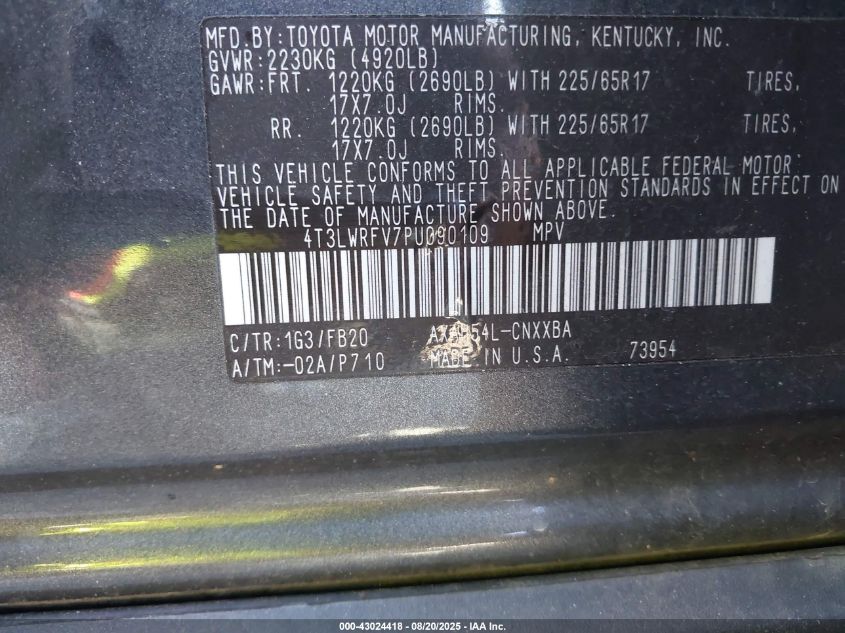 MFD.BY:TOYOTA MOTOR MANUFACTURING, KENTUCKY, INC.
GVWR:2230KG (4920LB)
GAWR:FRT. 1220KG (2690LB) WITH 225/65R17 TIRES,
17X7.0J RIMS.
RR. 1220KG (2690LB) WITH 225/65R17 TIRES,
17X7.0J RIMS.
THIS VEHICLE CONFORMS TO ALL APPLICABLE FEDERAL MOTOR
VEHICLE SAFETY AND THEFT PREVENTION STANDARDS IN EFFECT ON
THE DATE OF MANUFACTURE SHOWN ABOVE.
4T3LWRFV7PU090109 MPV
C/TR:1G3/FB20
A/TM:-02A/P710 MADE IN U.S.A. 73954
000-43024418 - 08/20/2025 - IAA Inc.